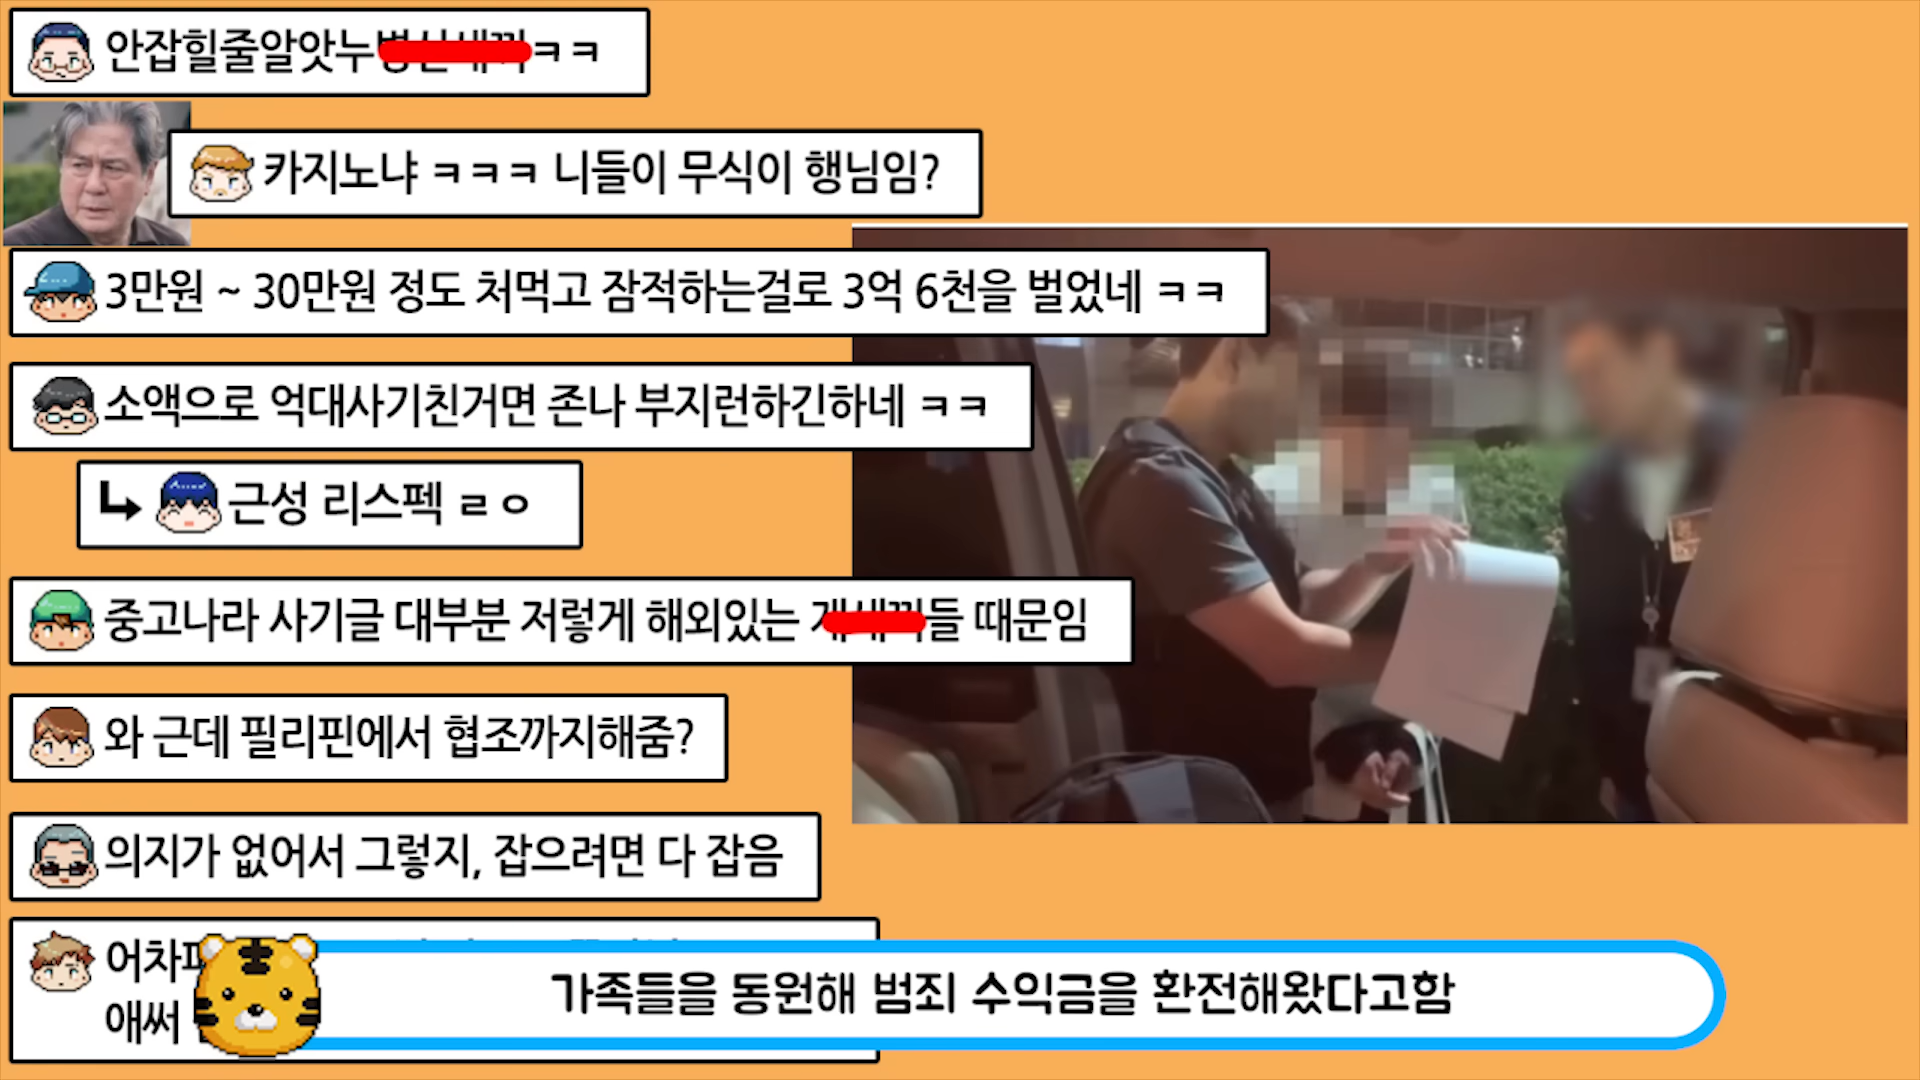 안잡힐줄알앗누 ㅋㅋ
카지노냐 ㅋㅋㅋ 니들이 무식이 행님임?
3만원 ~ 30만원 정도 처먹고 잠적하는걸로 3억 6천을 벌었네 ㅋㅋ
소액으로 억대사기친거면 존나 부지런하긴하네 ㅋㅋ
근성 리스펙 ㄹㅇ
중고나라 사기글 대부분 저렇게 해외있는 들 때문임
와 근데 필리핀에서 협조까지해줌?
의지가 없어서 그렇지, 잡으려면 다 잡음
애써
가족들을 동원해 범죄 수익금을 환전해왔다고함